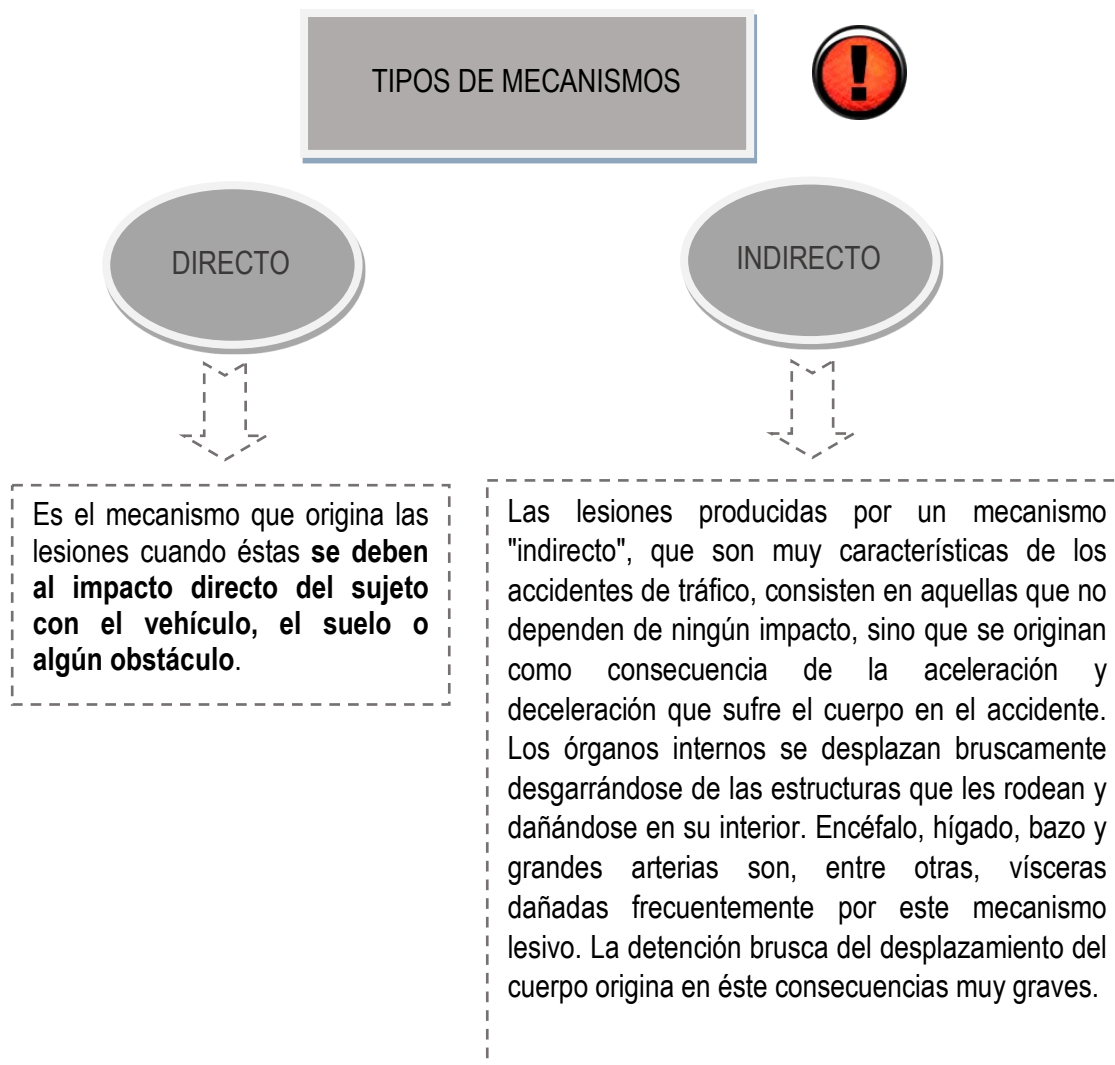 TIPOS DE MECANISMOS
!
DIRECTO
INDIRECTO
Es el mecanismo que origina las
lesiones cuando éstas se deben
al impacto directo del sujeto
con el vehículo, el suelo o
algún obstáculo.
Las lesiones producidas por un mecanismo
"indirecto", que son muy características de los
accidentes de tráfico, consisten en aquellas que no
dependen de ningún impacto, sino que se originan
como consecuencia de la aceleración y
deceleración que sufre el cuerpo en el accidente.
Los órganos internos se desplazan bruscamente
desgarrándose de las estructuras que les rodean y
dañándose en su interior. Encéfalo, hígado, bazo y
grandes arterias son, entre otras, vísceras
dañadas frecuentemente por este mecanismo
lesivo. La detención brusca del desplazamiento del
cuerpo origina en éste consecuencias muy graves.